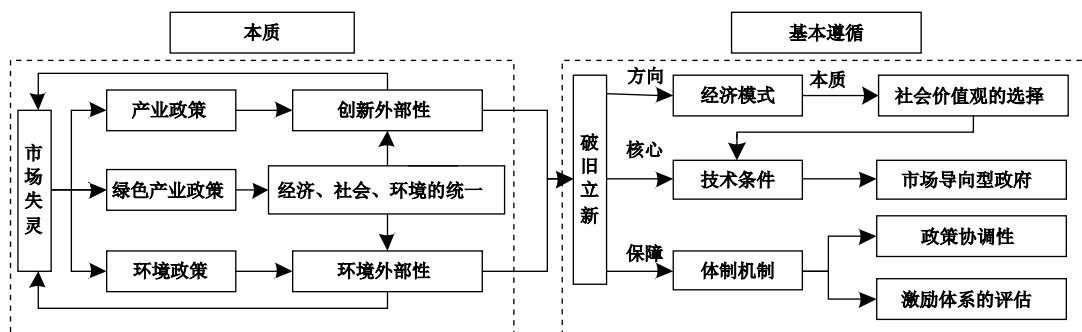 本质
基本遵循
市场失灵
产业政策
创新外部性
绿色产业政策
经济、社会、环境的统一
环境政策
环境外部性
破旧立新
方向
经济模式
本质
社会价值观的选择
核心
技术条件
市场导向型政府
保障
体制机制
政策协调性
激励体系的评估